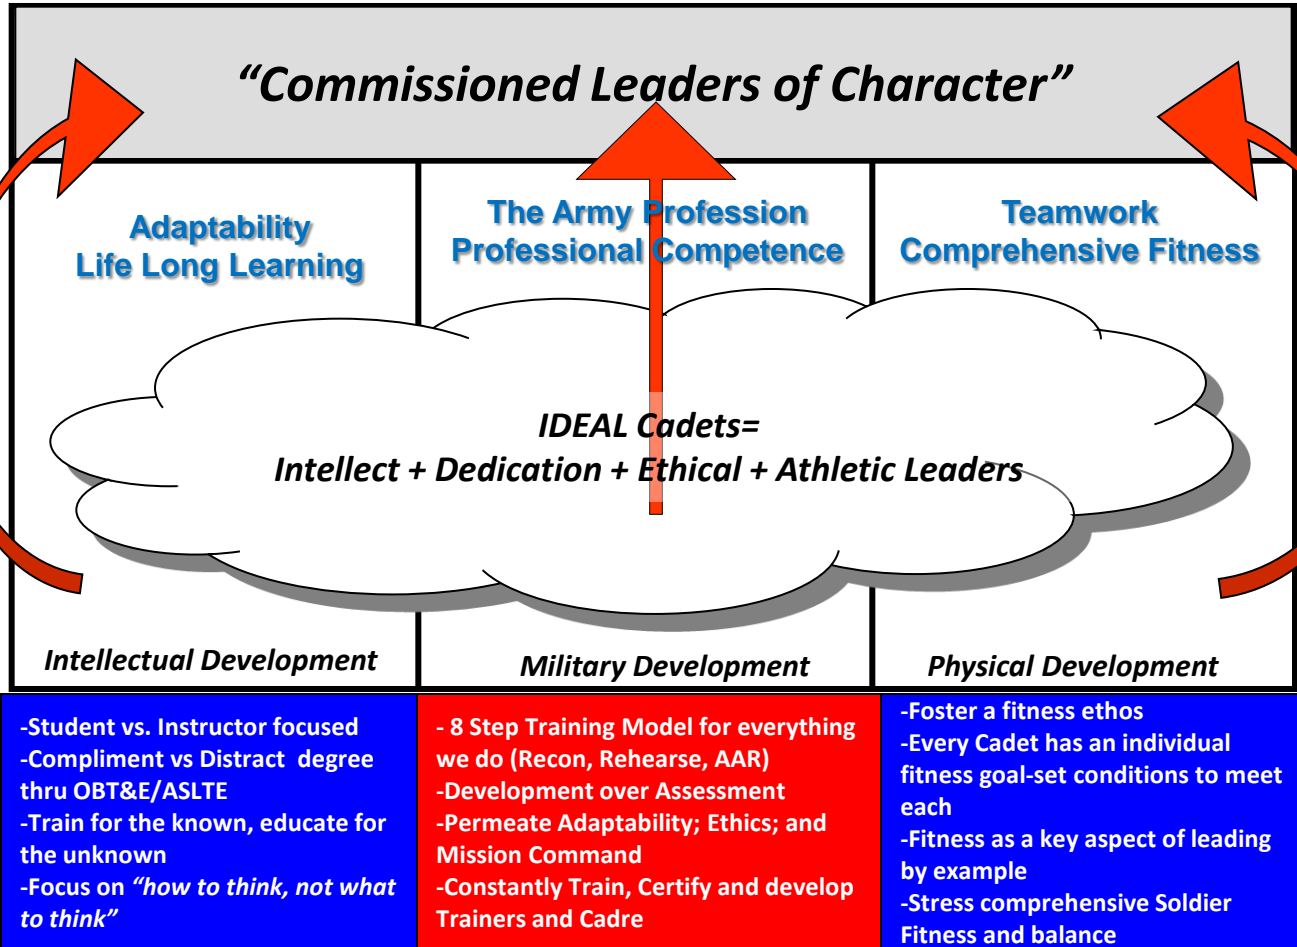 “Commissioned Leaders of Character”
Adaptability
Life Long Learning
The Army Profession
Professional Competence
Teamwork
Comprehensive Fitness
IDEAL Cadets=
Intellect + Dedication + Ethical + Athletic Leaders
Intellectual Development
Military Development
Physical Development
-Student vs. Instructor focused
-Compliment vs Distract degree
thru OBT&E/ASLTE
-Train for the known, educate for
the unknown
-Focus on “how to think, not what
to think”
- 8 Step Training Model for everything
we do (Recon, Rehearse, AAR)
-Development over Assessment
-Permeate Adaptability; Ethics; and
Mission Command
-Constantly Train, Certify and develop
Trainers and Cadre
-Foster a fitness ethos
-Every Cadet has an individual
fitness goal-set conditions to meet
each
-Fitness as a key aspect of leading
by example
-Stress comprehensive Soldier
Fitness and balance